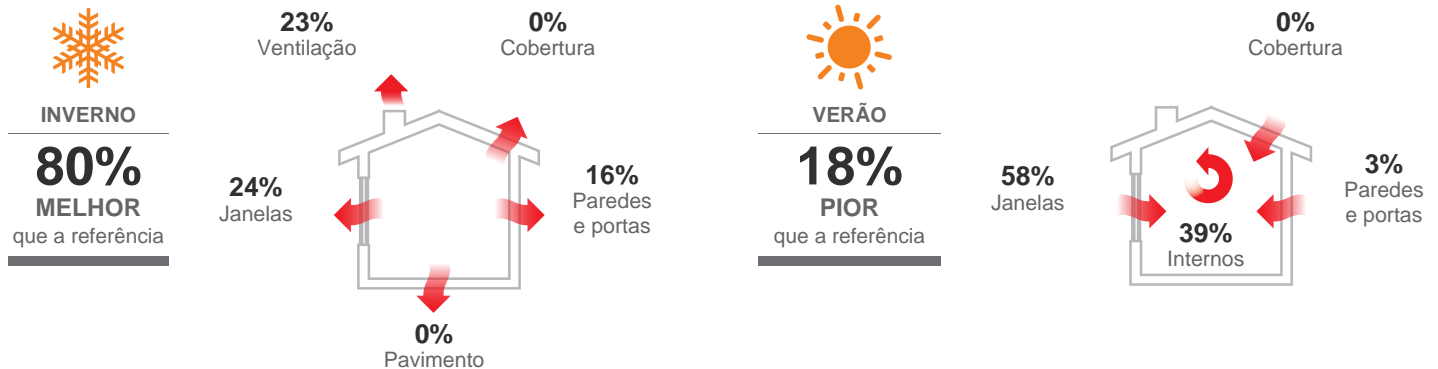 INVERNO
80%
MELHOR
que a referência
23%
Ventilação
0%
Cobertura
24%
Janelas
16%
Paredes
e portas
0%
Pavimento
VERÃO
18%
PIOR
que a referência
0%
Cobertura
58%
Janelas
3%
Paredes
e portas
39%
Internos